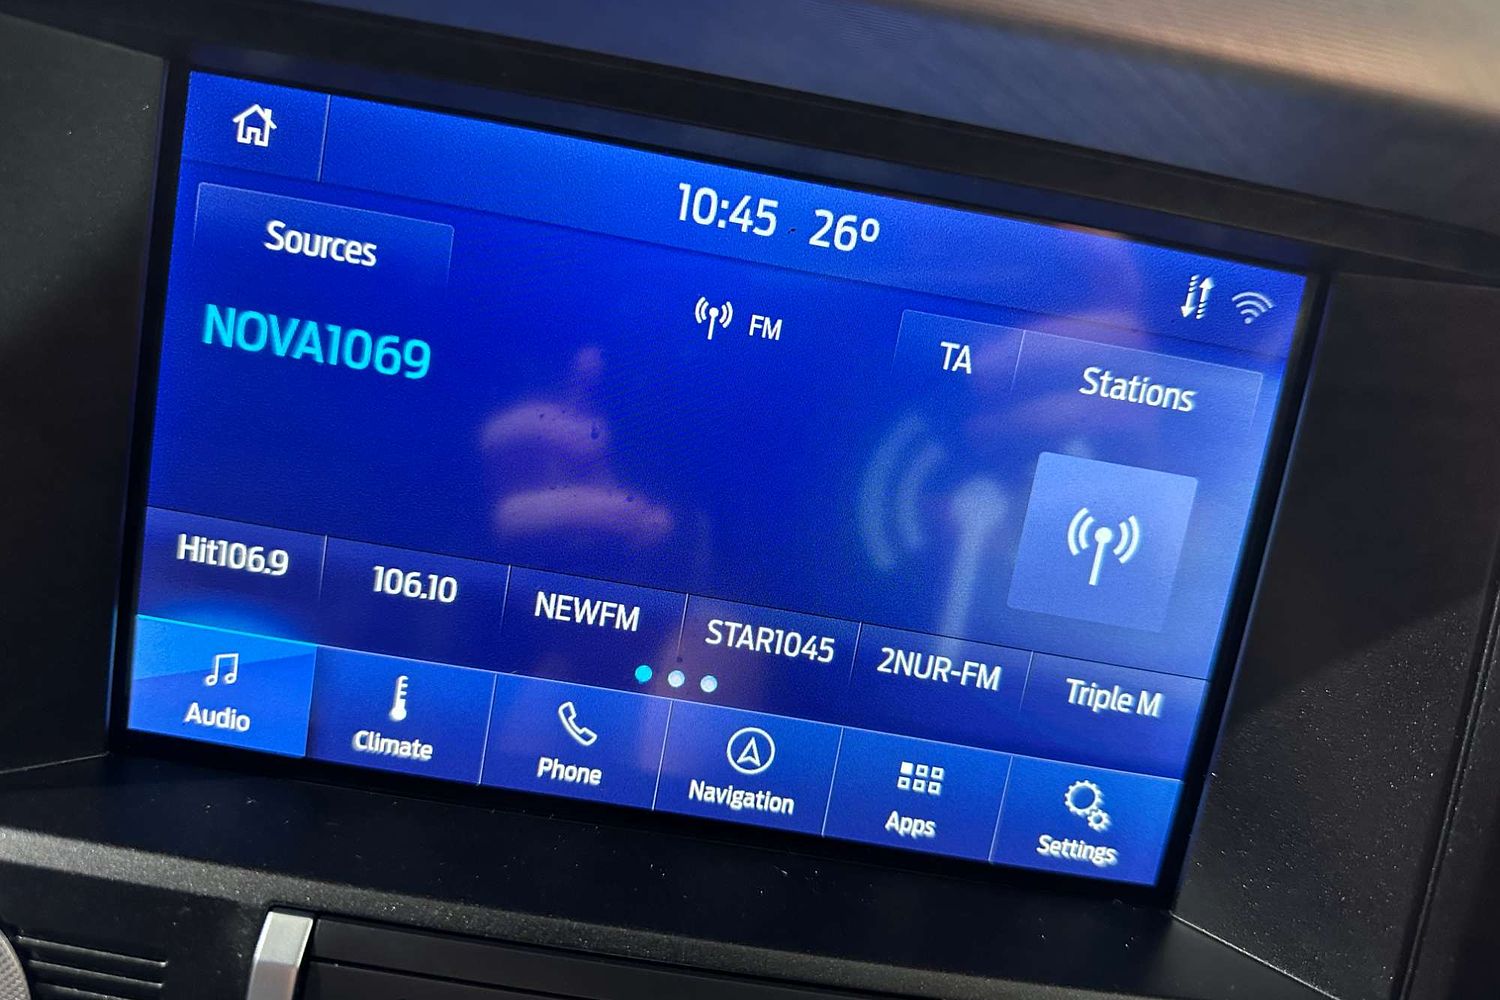 10:45 26º
Sources
FM
TA
Stations
NOVA1069
Hit106.9
106.10
NEWFM
STAR1045
2NUR-FM
Triple M
Audio
Climate
Phone
Navigation
Apps
Settings